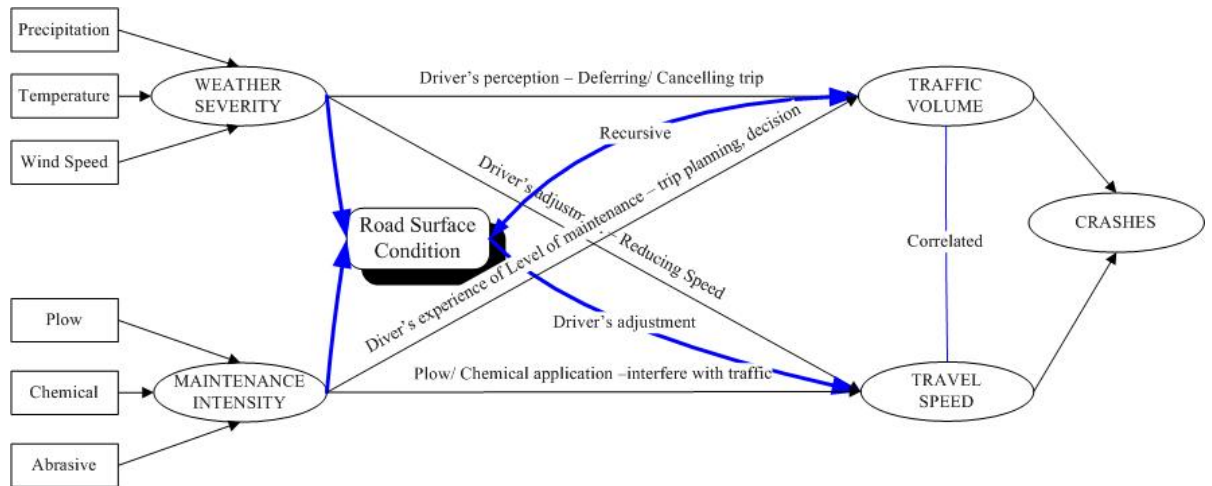 Precipitation
Temperature
Wind Speed
WEATHER
SEVERITY
Driver's perception – Deferring/ Cancelling trip
TRAFFIC
VOLUME
Recursive
Driver's adjustm – Reducing Speed
Diver's experience of Level of maintenance – trip planning, decision
Road Surface
Condition
CRASHES
Correlated
Plow
Chemical
Abrasive
MAINTENANCE
INTENSITY
Driver's adjustment
Plow/ Chemical application –interfere with traffic
TRAVEL
SPEED